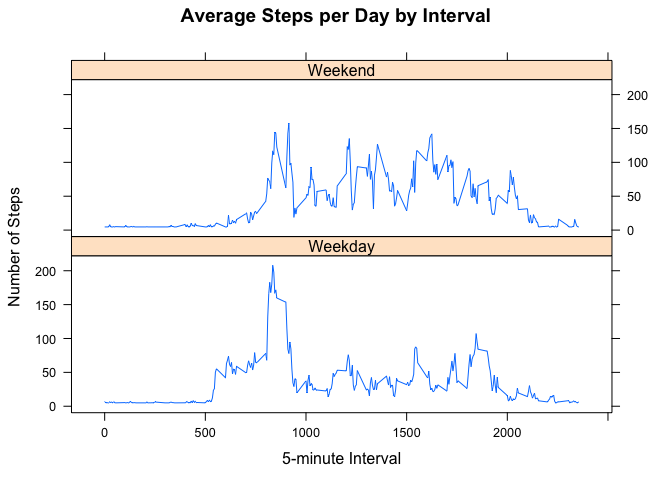 Average Steps per Day by Interval
Weekend
200
150
100
50
0
Weekday
200
150
100
50
0
0 500 1000 1500 2000
Number of Steps
5-minute Interval